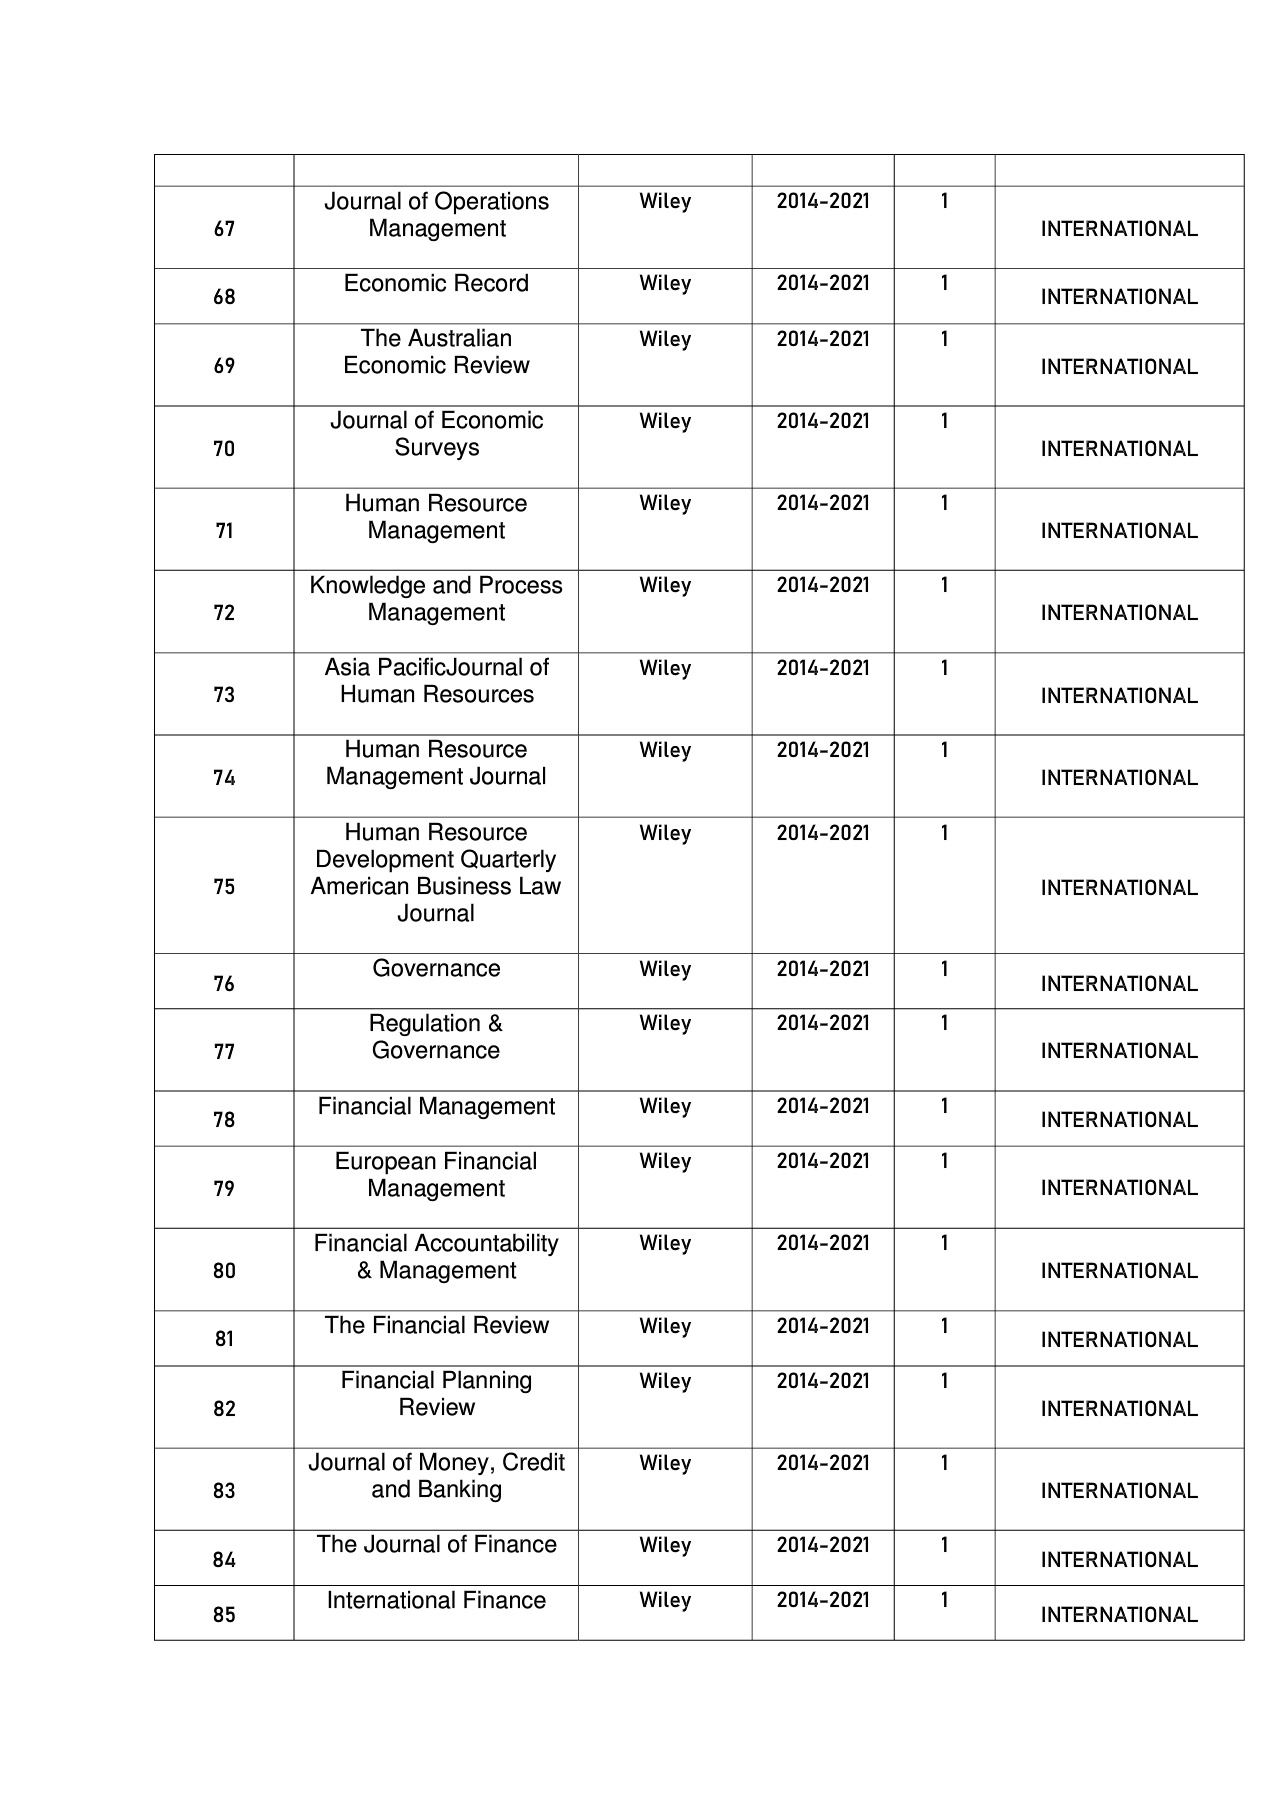 Journal of Operations Wiley 2014-2021 1
67 Management INTERNATIONAL
Economic Record Wiley 2014-2021 1
68 INTERNATIONAL
The Australian Wiley 2014-2021 1
69 Economic Review INTERNATIONAL
Journal of Economic Wiley 2014-2021 1
70 Surveys INTERNATIONAL
Human Resource Wiley 2014-2021 1
71 Management INTERNATIONAL
Knowledge and Process Wiley 2014-2021 1
72 Management INTERNATIONAL
Asia PacificJournal of Wiley 2014-2021 1
73 Human Resources INTERNATIONAL
Human Resource Wiley 2014-2021 1
74 Management Journal INTERNATIONAL
Human Resource Wiley 2014-2021 1
Development Quarterly
75 American Business Law INTERNATIONAL
Journal
Governance Wiley 2014-2021 1
76 INTERNATIONAL
Regulation & Wiley 2014-2021 1
77 Governance INTERNATIONAL
Financial Management Wiley 2014-2021 1
78 INTERNATIONAL
European Financial Wiley 2014-2021 1
79 Management INTERNATIONAL
Financial Accountability Wiley 2014-2021 1
80 & Management INTERNATIONAL
The Financial Review Wiley 2014-2021 1
81 INTERNATIONAL
Financial Planning Wiley 2014-2021 1
82 Review INTERNATIONAL
Journal of Money, Credit Wiley 2014-2021 1
83 and Banking INTERNATIONAL
The Journal of Finance Wiley 2014-2021 1
84 INTERNATIONAL
International Finance Wiley 2014-2021 1
85 INTERNATIONAL